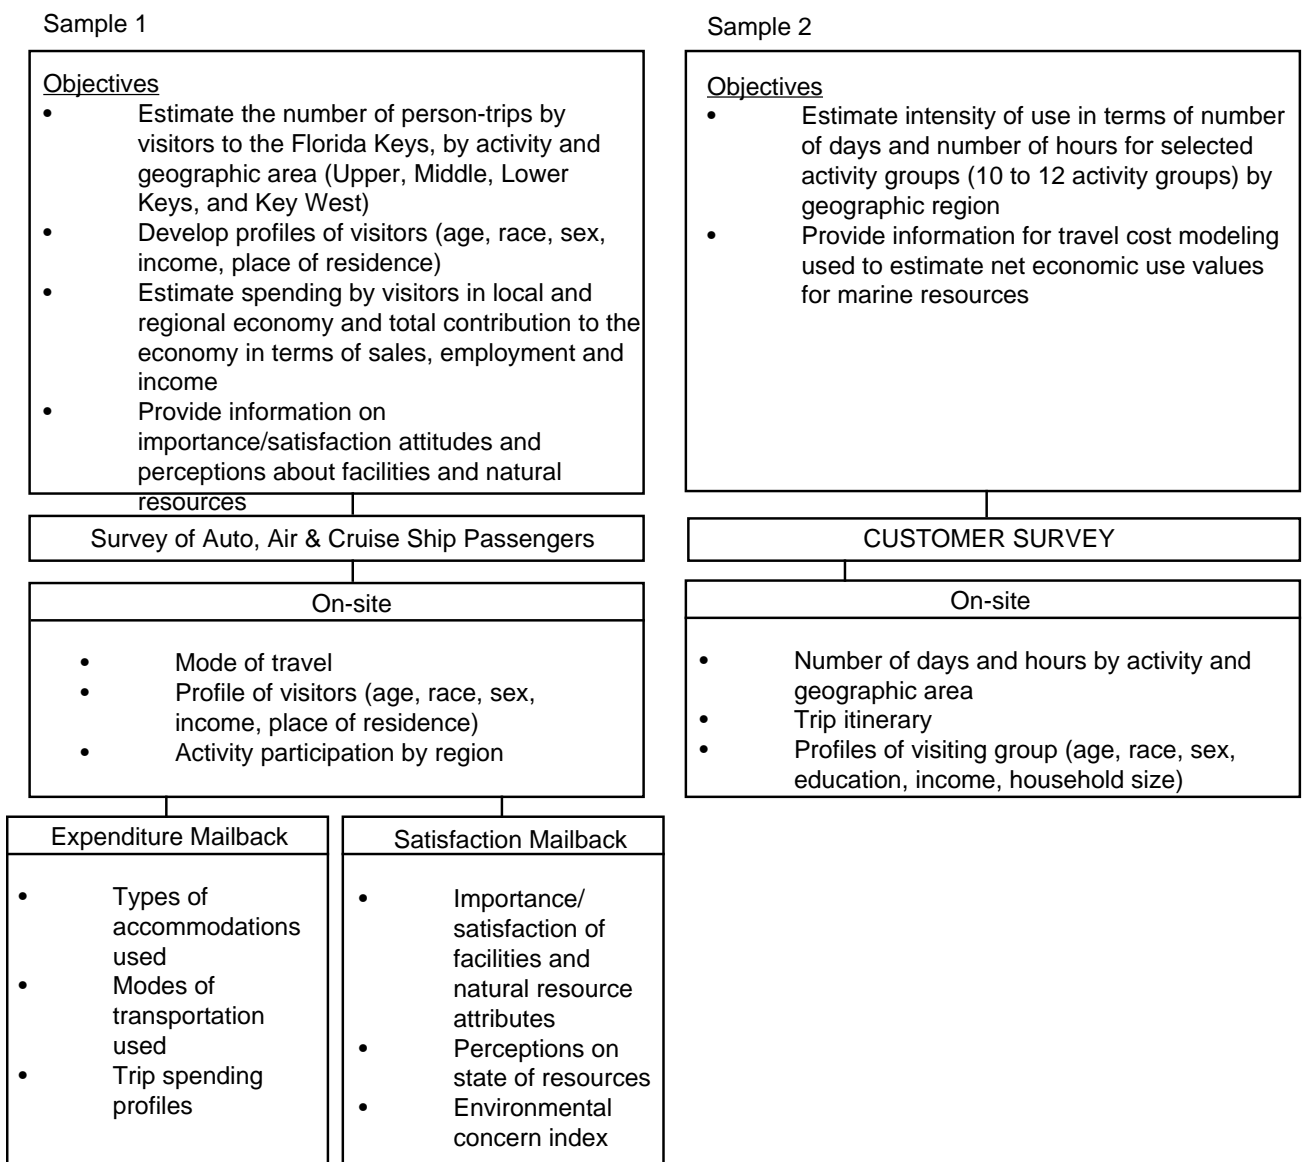 Sample 1
Objectives
• Estimate the number of person-trips by
visitors to the Florida Keys, by activity and
geographic area (Upper, Middle, Lower
Keys, and Key West)
• Develop profiles of visitors (age, race, sex,
income, place of residence)
• Estimate spending by visitors in local and
regional economy and total contribution to the
economy in terms of sales, employment and
income
• Provide information on
importance/satisfaction attitudes and
perceptions about facilities and natural
resources
Survey of Auto, Air & Cruise Ship Passengers
On-site
• Mode of travel
• Profile of visitors (age, race, sex,
income, place of residence)
• Activity participation by region
Expenditure Mailback
• Types of
accommodations
used
• Modes of
transportation
used
• Trip spending
profiles
Satisfaction Mailback
• Importance/
satisfaction of
facilities and
natural resource
attributes
• Perceptions on
state of resources
• Environmental
concern index
Sample 2
Objectives
• Estimate intensity of use in terms of number
of days and number of hours for selected
activity groups (10 to 12 activity groups) by
geographic region
• Provide information for travel cost modeling
used to estimate net economic use values
for marine resources
CUSTOMER SURVEY
On-site
• Number of days and hours by activity and
geographic area
• Trip itinerary
• Profiles of visiting group (age, race, sex,
education, income, household size)